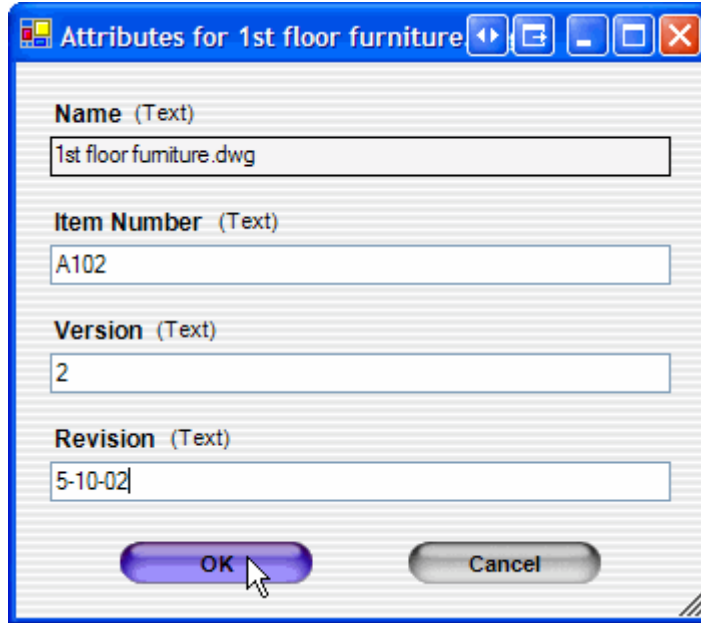 Attributes for 1st floor furniture.
Name (Text)
1st floor furniture.dwg
Item Number (Text)
A102
Version (Text)
2
Revision (Text)
5-10-02
OK Cancel